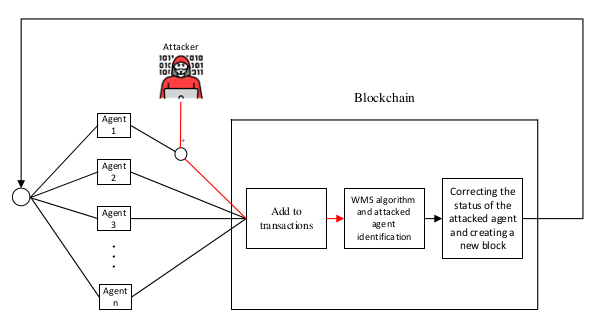 Attacker
Blockchain
Agent
1
Agent
2
Agent
3
Agent
n
Add to
transactions
WMS algorithm
and attacked
agent
identification
Correcting the
status of the
attacked agent
and creating a
new block